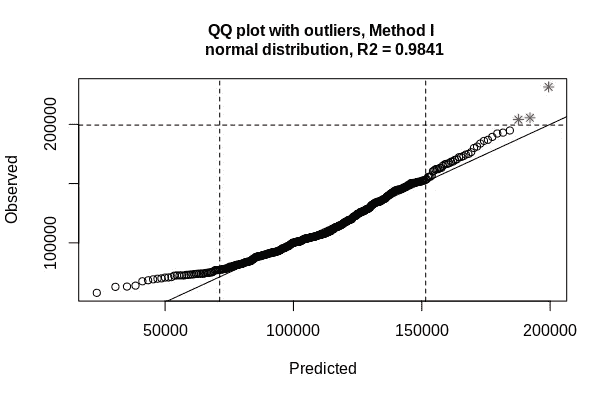 QQ plot with outliers, Method I
normal distribution, R2 = 0.9841
Observed
200000
100000
50000
100000
150000
200000
Predicted